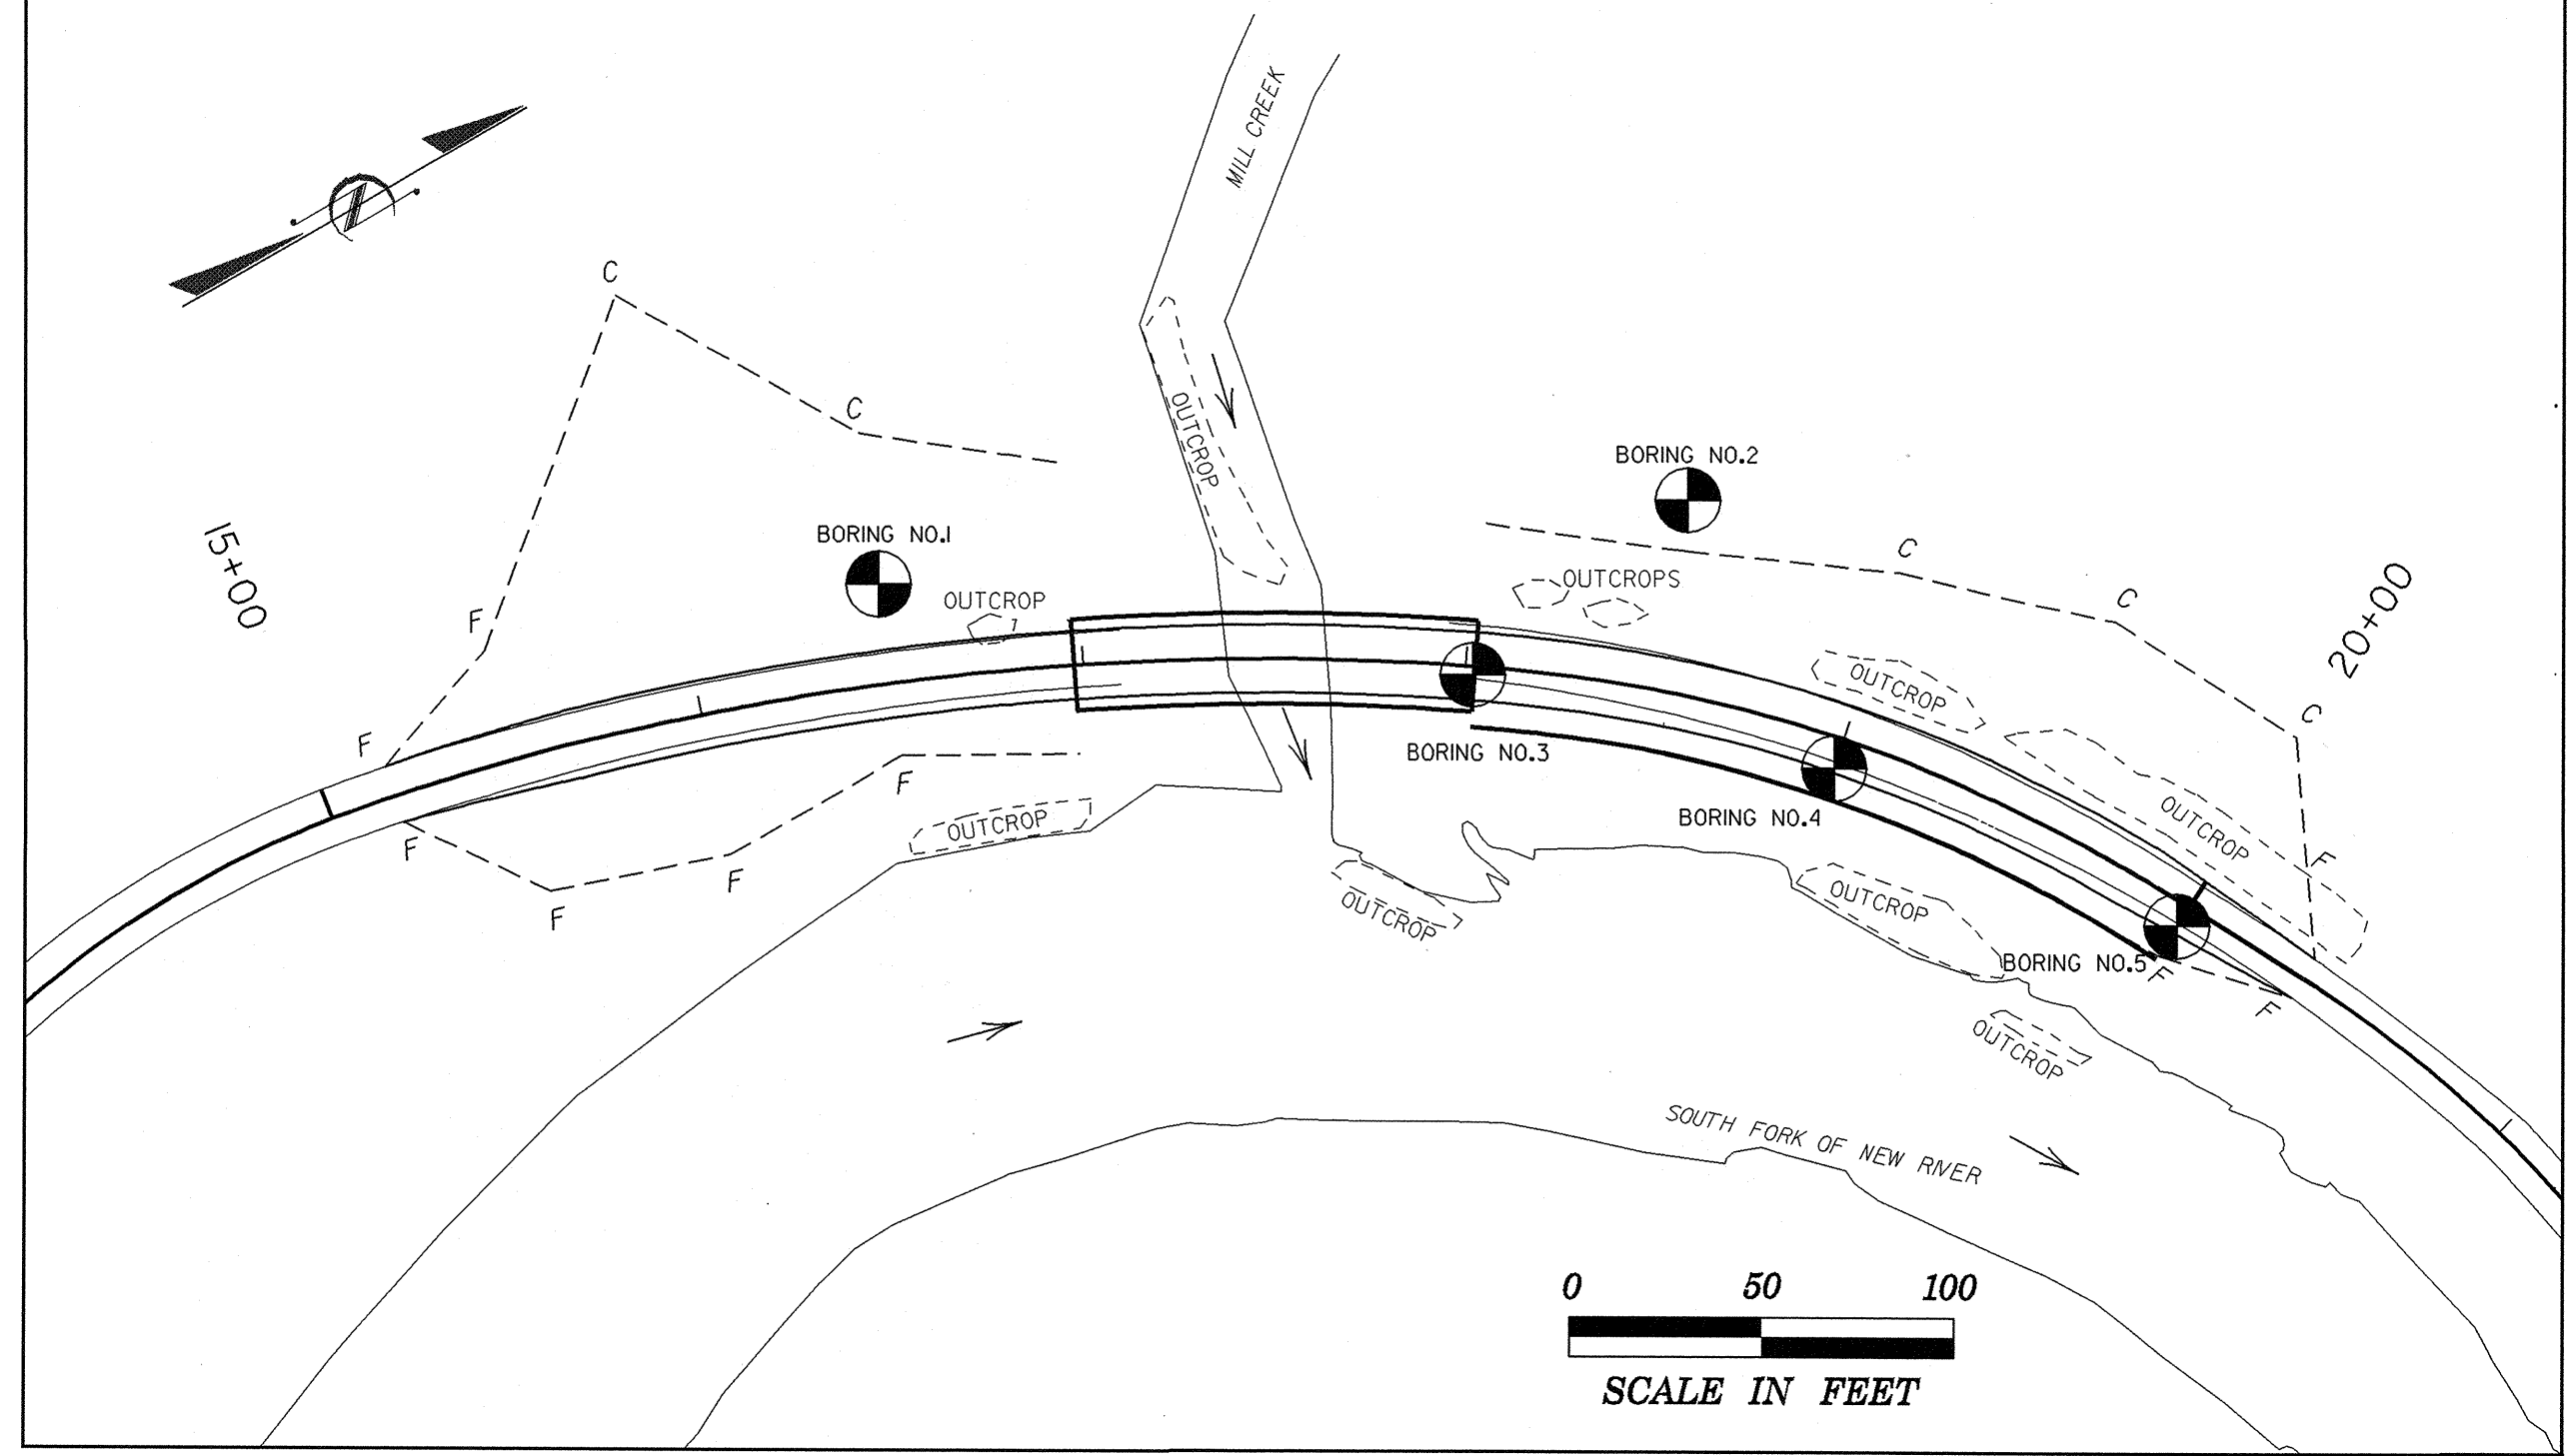 MILL CREEK
C
C
OUTCROP
BORING NO.2
BORING NO.1
15+00
OUTCROP
OUTCROPS
C
C
20+00
F
F
OUTCROP
C
BORING NO.3
F
OUTCROP
BORING NO.4
OUTCROP
F
F
F
F
OUTCROP
OUTCROP
BORING NO.5
F
F
OUTCROP
SOUTH FORK OF NEW RIVER
0 50 100
SCALE IN FEET